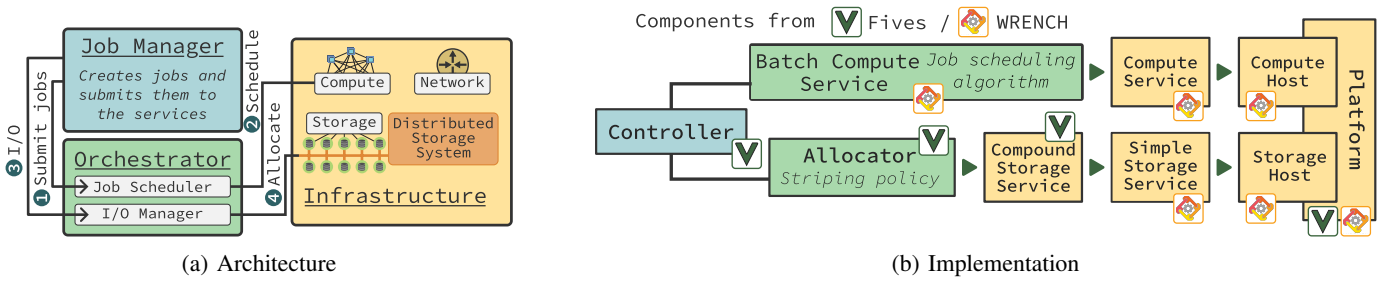 Job Manager
Creates jobs and
submits them to
the services
3 I/O
1 Submit jobs
2 Schedule
4 Allocate
Orchestrator
Job Scheduler
I/O Manager
Compute
Network
Storage
Distributed
Storage
System
Infrastructure
(a) Architecture
Components from V Fives / WRENCH
Controller
Batch Compute
Service
Job scheduling
algorithm
Compute
Service
Compute
Host
Allocator
Striping policy
Compound
Storage
Service
Simple
Storage
Service
Storage
Host
Platform
(b) Implementation